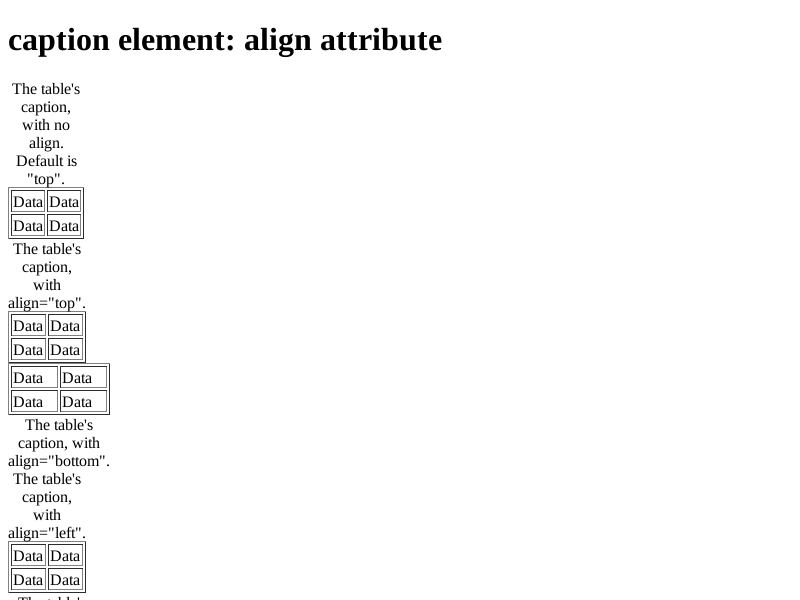 caption element: align attribute
The table's
caption,
with no
align.
Default is
"top".
Data Data
Data Data
The table's
caption,
with
align="top".
Data Data
Data Data
Data Data
Data Data
The table's
caption, with
align="bottom".
The table's
caption,
with
align="left".
Data Data
Data Data
The table's